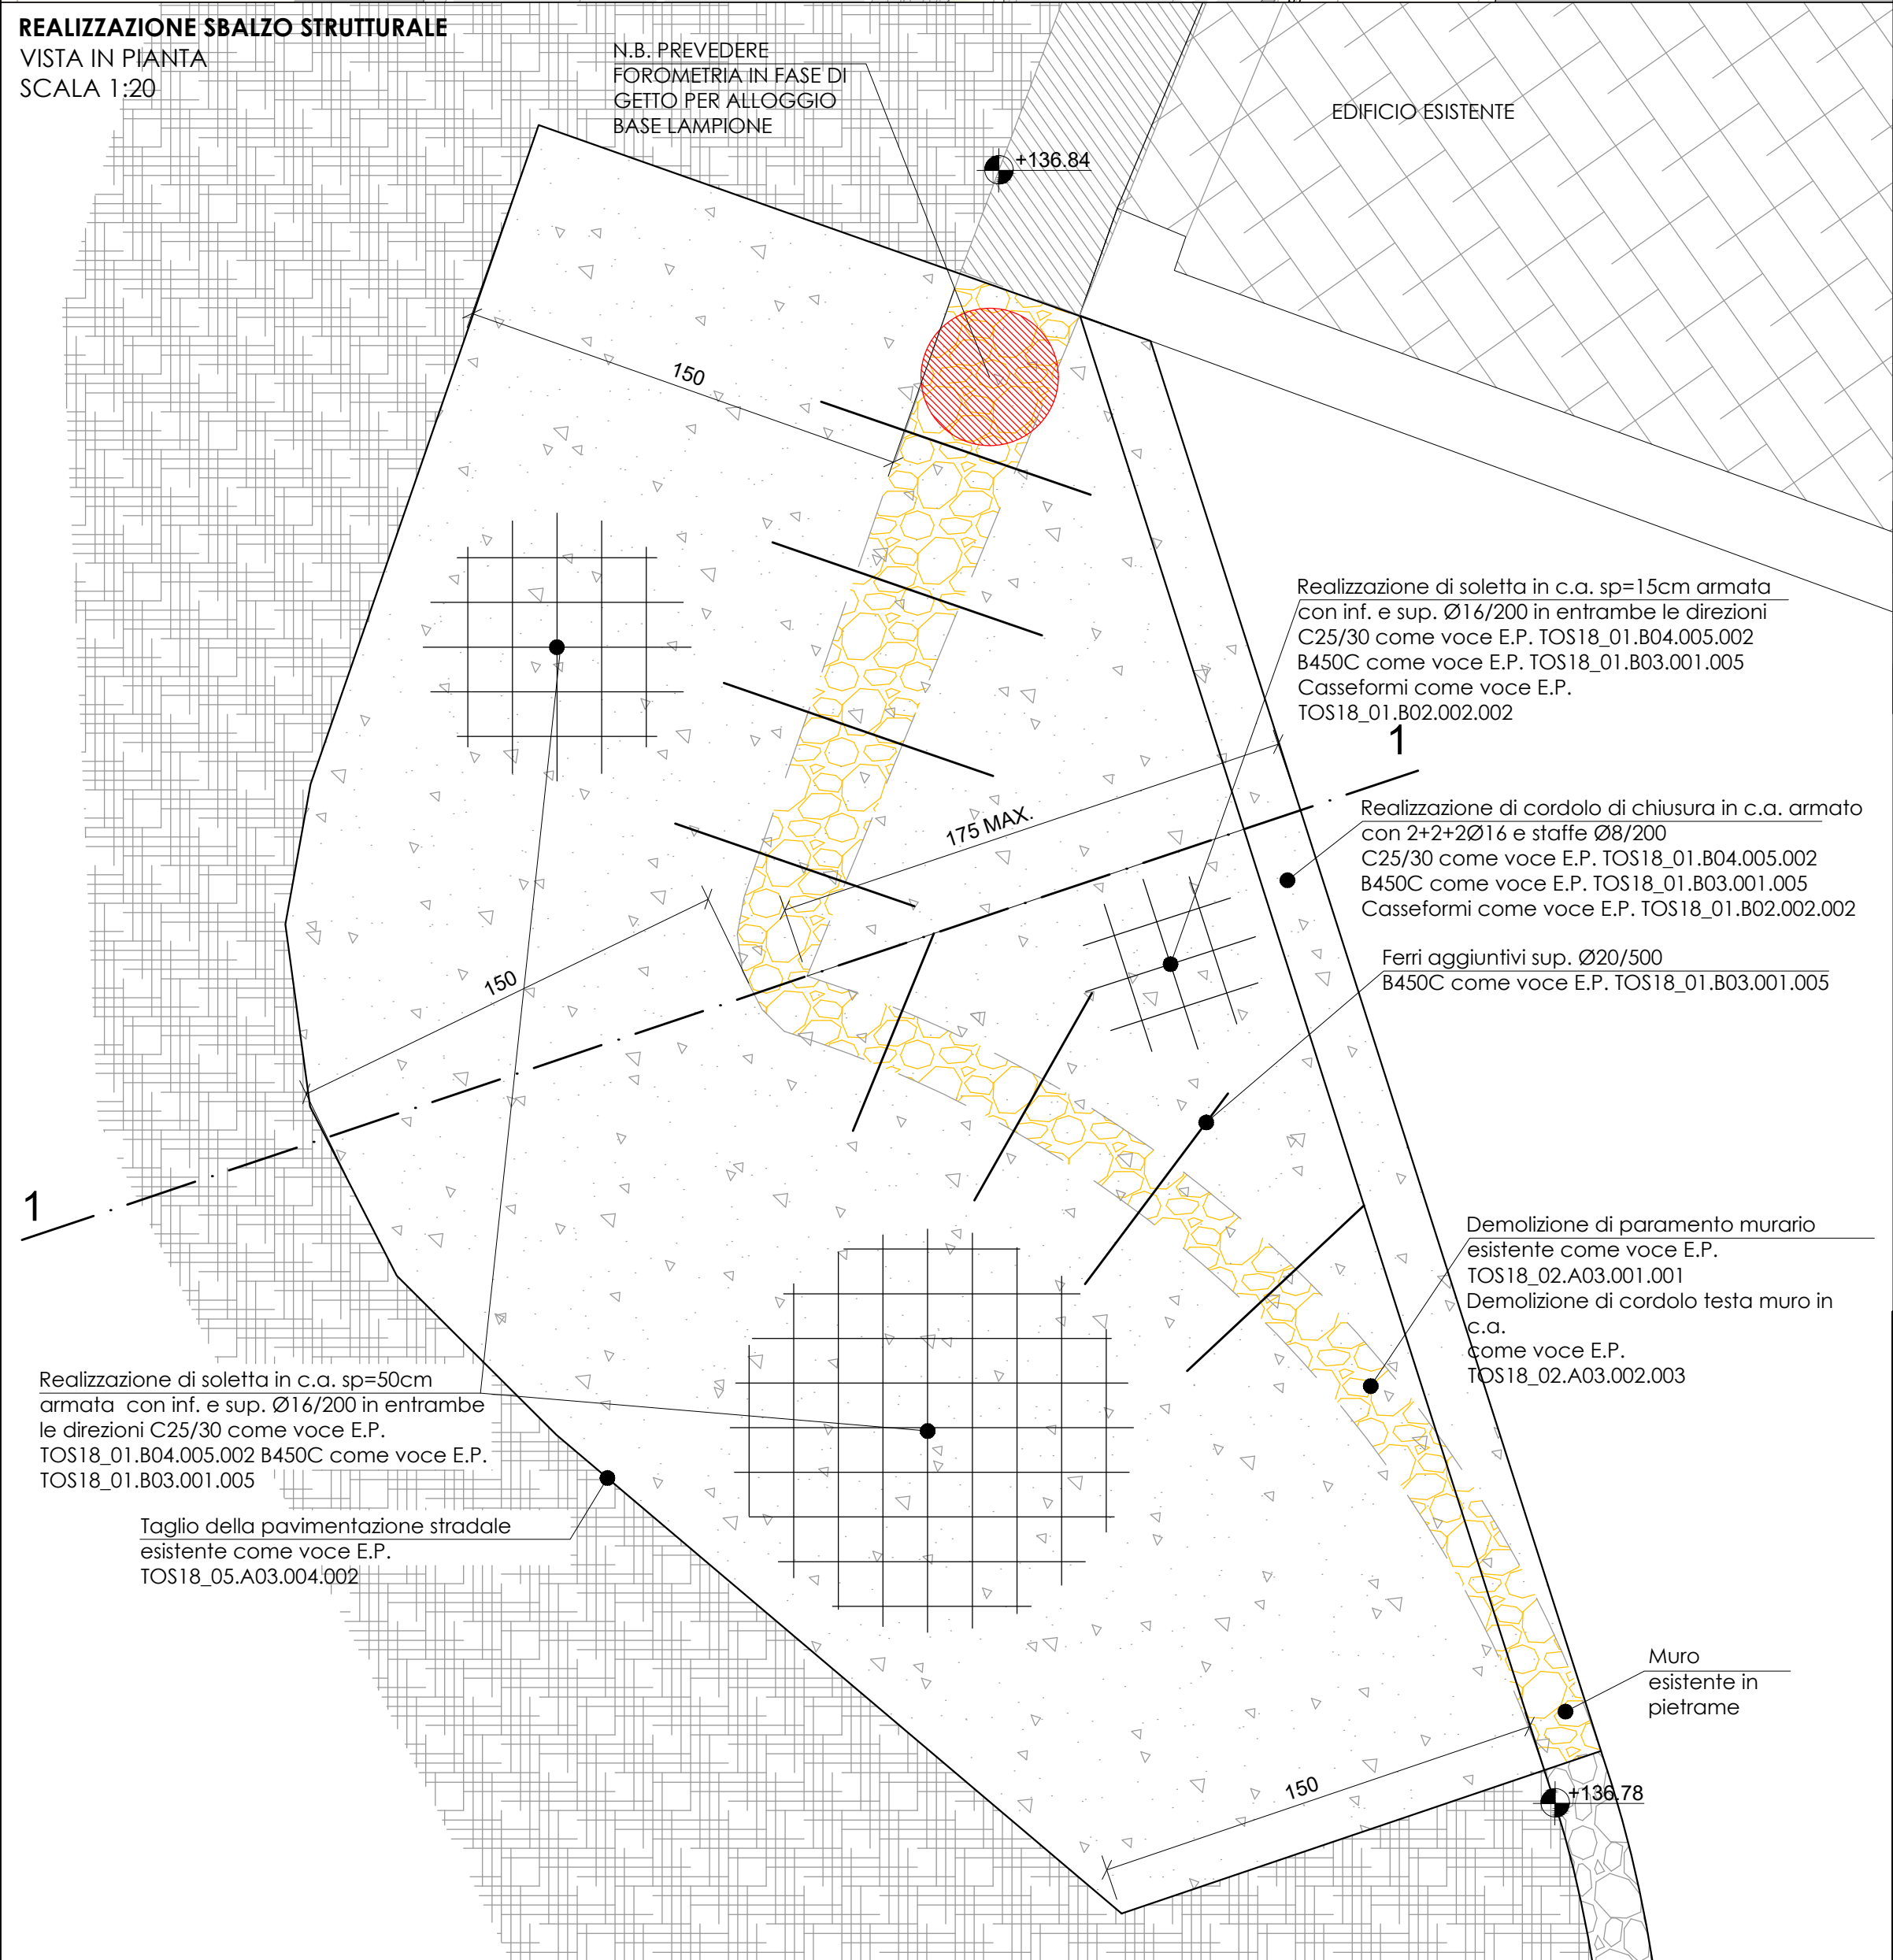 REALIZZAZIONE SBALZO STRUTTURALE
VISTA IN PIANTA
SCALA 1:20
N.B. PREVEDERE
FOROMETRIA IN FASE DI
GETTO PER ALLOGGIO
BASE LAMPIONE
+136.84
EDIFICIO ESISTENTE
150
Realizzazione di soletta in c.a. sp=15cm armata
con inf. e sup. Ø16/200 in entrambe le direzioni
C25/30 come voce E.P. TOS18_01.B04.005.002
B450C come voce E.P. TOS18_01.B03.001.005
Casseformi come voce E.P.
TOS18_01.B02.002.002
1
175 MAX.
Realizzazione di cordolo di chiusura in c.a. armato
con 2+2+2Ø16 e staffe Ø8/200
C25/30 come voce E.P. TOS18_01.B04.005.002
B450C come voce E.P. TOS18_01.B03.001.005
Casseformi come voce E.P. TOS18_01.B02.002.002
Ferri aggiuntivi sup. Ø20/500
B450C come voce E.P. TOS18_01.B03.001.005
150
1
Demolizione di paramento murario
esistente come voce E.P.
TOS18_02.A03.001.001
Demolizione di cordolo testa muro in
c.a.
come voce E.P.
TOS18_02.A03.002.003
Realizzazione di soletta in c.a. sp=50cm
armata con inf. e sup. Ø16/200 in entrambe
le direzioni C25/30 come voce E.P.
TOS18_01.B04.005.002 B450C come voce E.P.
TOS18_01.B03.001.005
Taglio della pavimentazione stradale
esistente come voce E.P.
TOS18_05.A03.004.002
Muro
esistente in
pietrame
150
+136.78